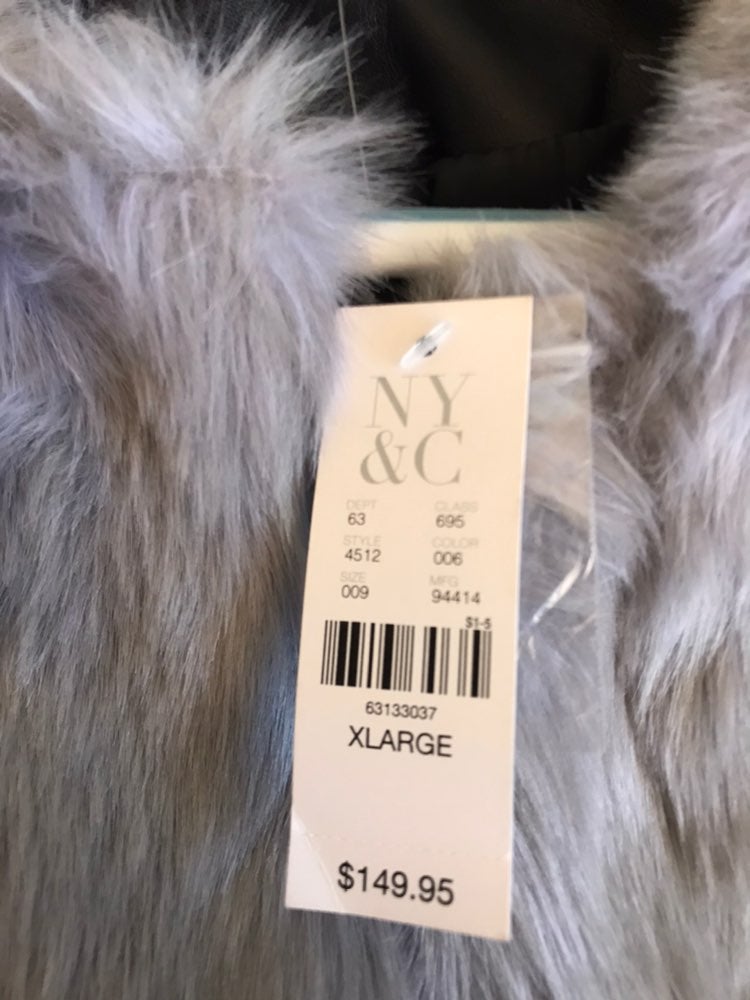 NY
&C
DEPT CLASS
63 695
STYLE COLOR
4512 006
SIZE MFG
009 94414
$1-5
63133037
XLARGE
$149.95